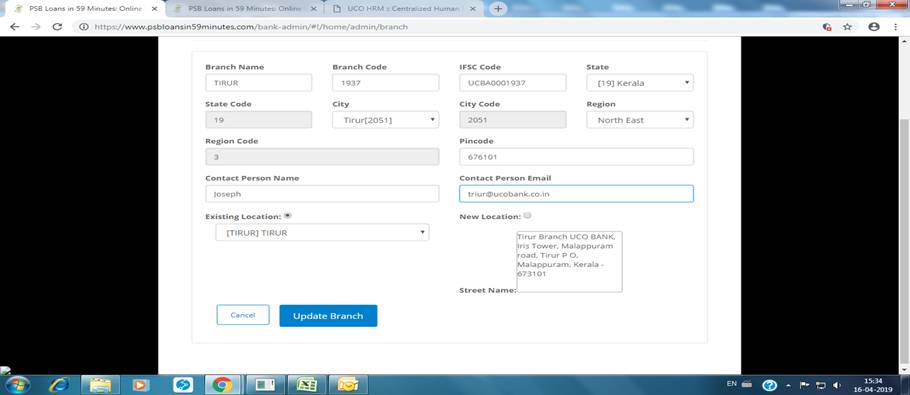 PSB Loans in 59 Minutes: Online
PSB Loans in 59 Minutes: Online
UCO HRM :: Centralized Human
https://www.psbloansin59minutes.com/bank-admin/#!/home/admin/branch
Branch Name
Branch Code
IFSC Code
State
TIRUR
1937
UCBA0001937
[19] Kerala
State Code
City
City Code
Region
19
Tirur[2051]
2051
North East
Region Code
Pincode
3
676101
Contact Person Name
Contact Person Email
Joseph
triur@ucobank.co.in
Existing Location:
New Location:
[TIRUR] TIRUR
Tirur Branch UCO BANK,
Iris Tower, Malappuram
road, Tirur P O,
Malappuram, Kerala -
673101
Street Name:
Cancel
Update Branch
EN
15:34
16-04-2019